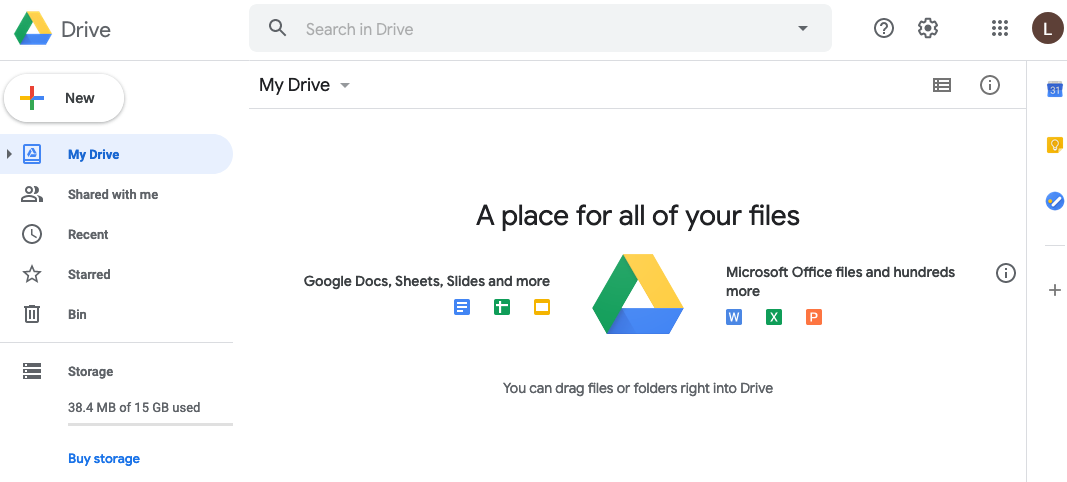 Drive
Search in Drive
L
New
My Drive
31
My Drive
Shared with me
Recent
Starred
Bin
Storage
38.4 MB of 15 GB used
Buy storage
A place for all of your files
Google Docs, Sheets, Slides and more
Microsoft Office files and hundreds
more
W X P
You can drag files or folders right into Drive